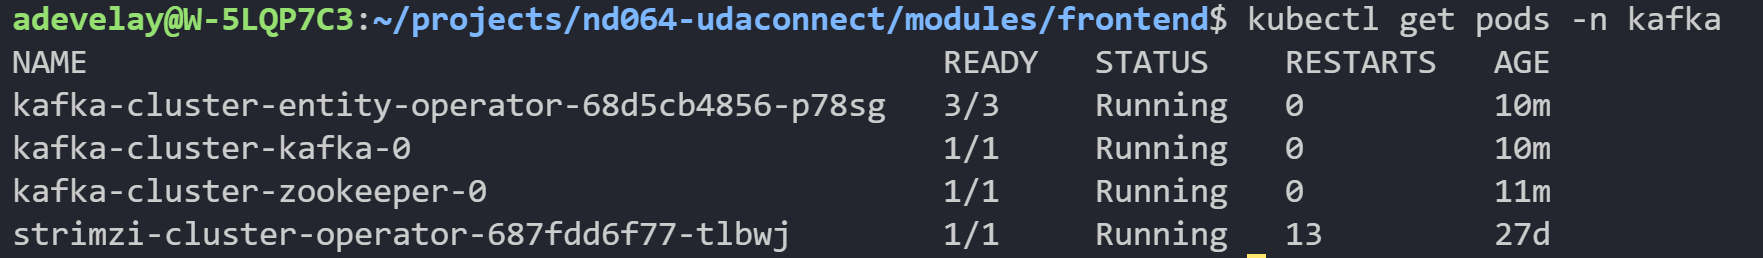 adevelay@W-5LQP7C3:~/projects/nd064-udaconnect/modules/frontend$ kubectl get pods -n kafka
NAME READY STATUS RESTARTS AGE
kafka-cluster-entity-operator-68d5cb4856-p78sg 3/3 Running 0 10m
kafka-cluster-kafka-0 1/1 Running 0 10m
kafka-cluster-zookeeper-0 1/1 Running 0 11m
strimzi-cluster-operator-687fdd6f77-tlbwj 1/1 Running 13 27d